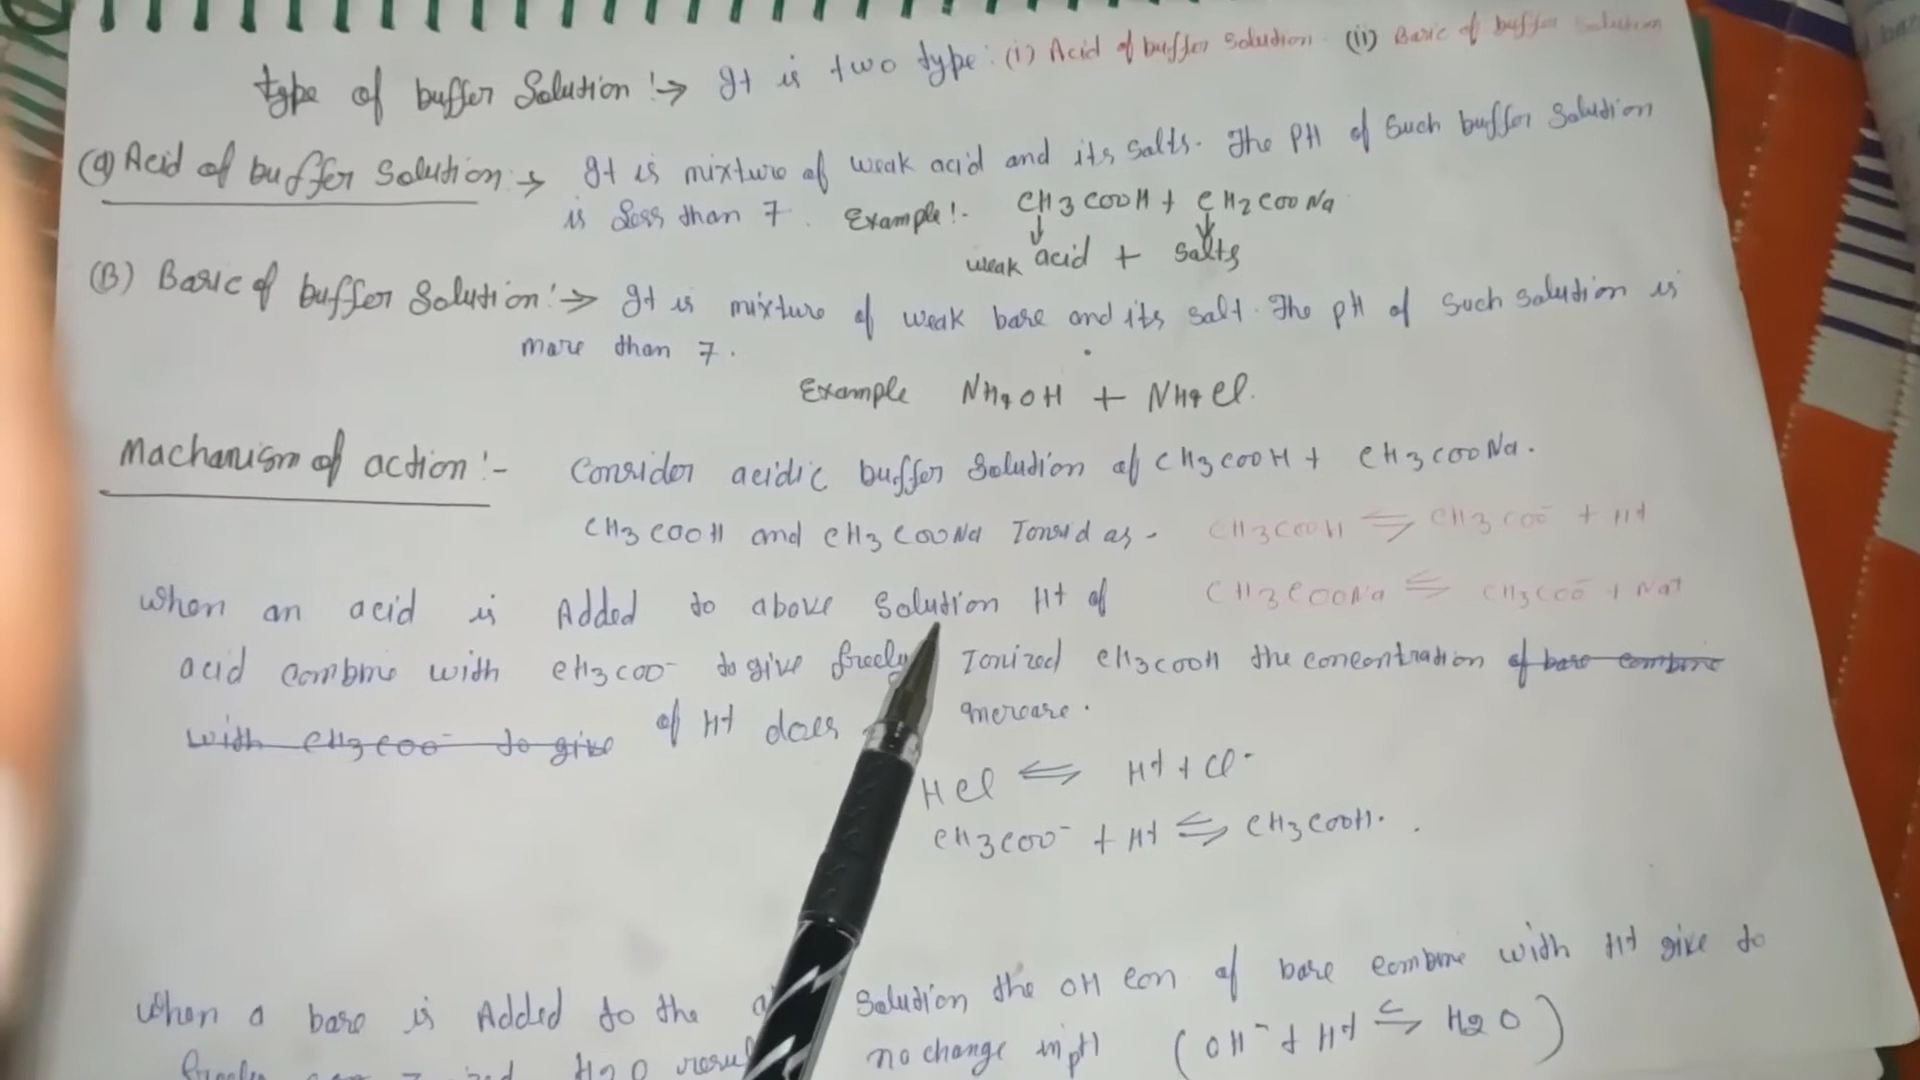 type of buffer Solution :→ It is two type: (i) Acid of buffer Solution (ii) Basic of buffer Solution
(a) Acid of buffer Solution :→ It is mixture of weak acid and its salts. The PH of Such buffer Solution
is less than 7. Example :- CH3COOH + CH2COONa
weak acid + Salts
(B) Basic of buffer Solution :→ It is mixture of weak base and its salt. The pH of such solution is
more than 7.
Example NH4OH + NH4Cl.
Machanism of action :- Consider acidic buffer Solution of CH3COOH + CH3COONa.
CH3COOH and CH3COONa as - CH3COOH ⇌ CH3COO- + H+
CH3COONa ⇌ CH3COO- + Na+
When an acid is Added to above Solution H+ of
acid combine with CH3COO- to give freely Ionized CH3COOH the concentration of base combine
with CH3COO- to give of H+ does increase.
HCl ⇌ H+ + Cl-
CH3COO- + H+ ⇌ CH3COOH.
When a base is Added to the Solution the OH of base combine with H+ give to
H2O no change in pH (OH- + H+ ⇌ H2O)